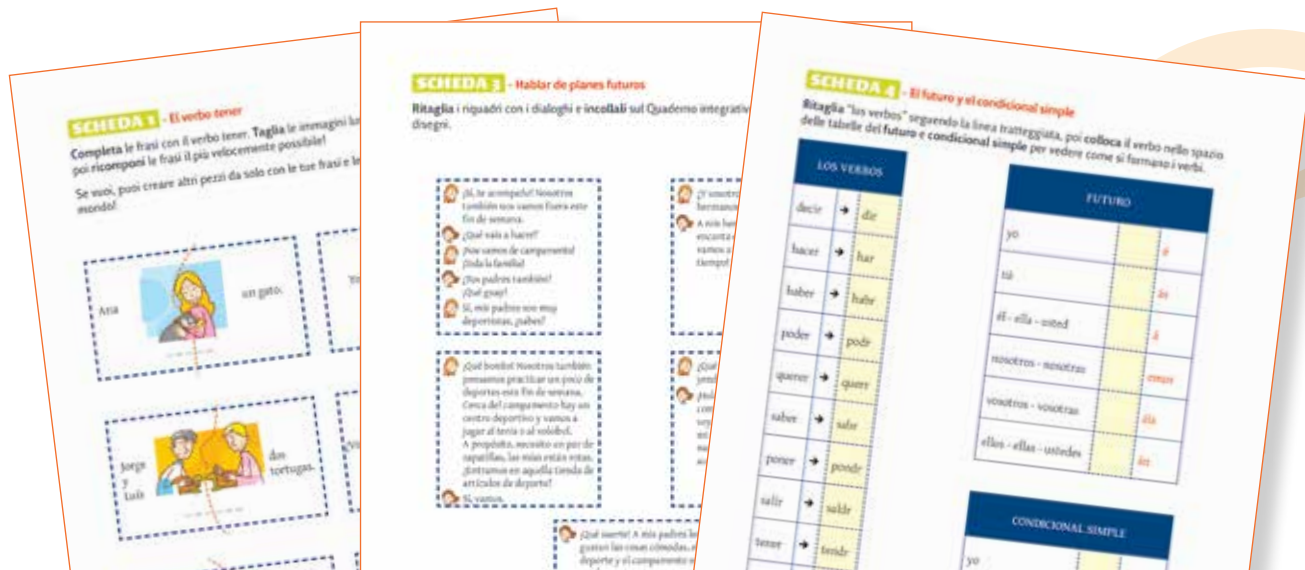 SCHEDA 1 - El verbo tener
Completa le frasi con il verbo tener. Taglia le immagini
poi ricomponi le frasi il più velocemente possibile!
Se vuoi, puoi creare altri pezzi da solo con le tue frasi e le
mondo!
Ana
un gato.
Jorge
y
Luis
dos
tortugas.
SCHEDA 3 - Hablar de planes futuros
Ritaglia i riquadri con i dialoghi e incollali sul Quaderno integrativo
disegni.
¡Sí, te acompaño! Nosotros
también nos vamos fuera este
fin de semana.
¿Qué vais a hacer?
¡Nos vamos de campamento!
¡Toda la familia!
¿Tus padres también?
¡Qué guay!
Sí, mis padres son muy
deportistas, ¿sabes?
¡Qué bonito! Nosotros también
pensamos practicar un poco de
deportes este fin de semana.
Cerca del campamento hay un
centro deportivo y vamos a
jugar al tenis o al voleibol.
A propósito, necesito un par de
zapatillas, las mías están rotas.
¿Entramos en aquella tienda de
artículos de deporte?
Sí, vamos.
¿Y vosotro
hermano
A mis her
encanta
vamos a
tiempo!
¿Qué
¡Qué suerte! A mis padres
gustan las cosas cómodas,
deporte y el campamento
SCHEDA 4 - El futuro y el condicional simple
Ritaglia "los verbos" seguendo la linea tratteggiata, poi colloca il verbo nello spazio
delle tabelle del futuro e condicional simple per vedere come si formano i verbi.
LOS VERBOS
decir ➔ dir
hacer ➔ har
haber ➔ habr
poder ➔ podr
querer ➔ querr
saber ➔ sabr
poner ➔ pondr
salir ➔ saldr
tener ➔ tendr
FUTURO
yo é
tú ás
él - ella - usted á
nosotros - nosotras emos
vosotros - vosotras éis
ellos - ellas - ustedes án
CONDICIONAL SIMPLE
yo